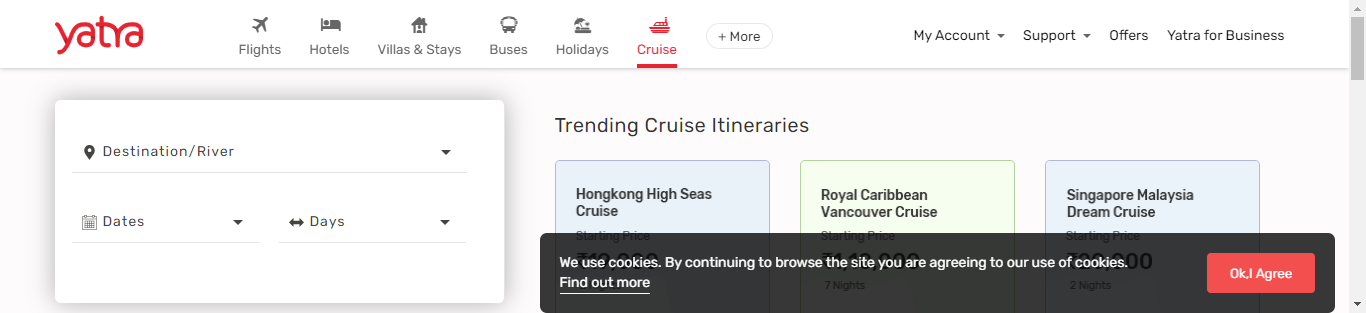 yatra
Flights
Hotels
Villas & Stays
Buses
Holidays
Cruise
+ More
My Account
Support
Offers
Yatra for Business
Destination/River
Dates
Days
Trending Cruise Itineraries
Hongkong High Seas
Cruise
Starting Price
Royal Caribbean
Vancouver Cruise
Starting Price
7 Nights
Singapore Malaysia
Dream Cruise
Starting Price
2 Nights
We use cookies. By continuing to browse the site you are agreeing to our use of cookies.
Find out more
Ok,I Agree